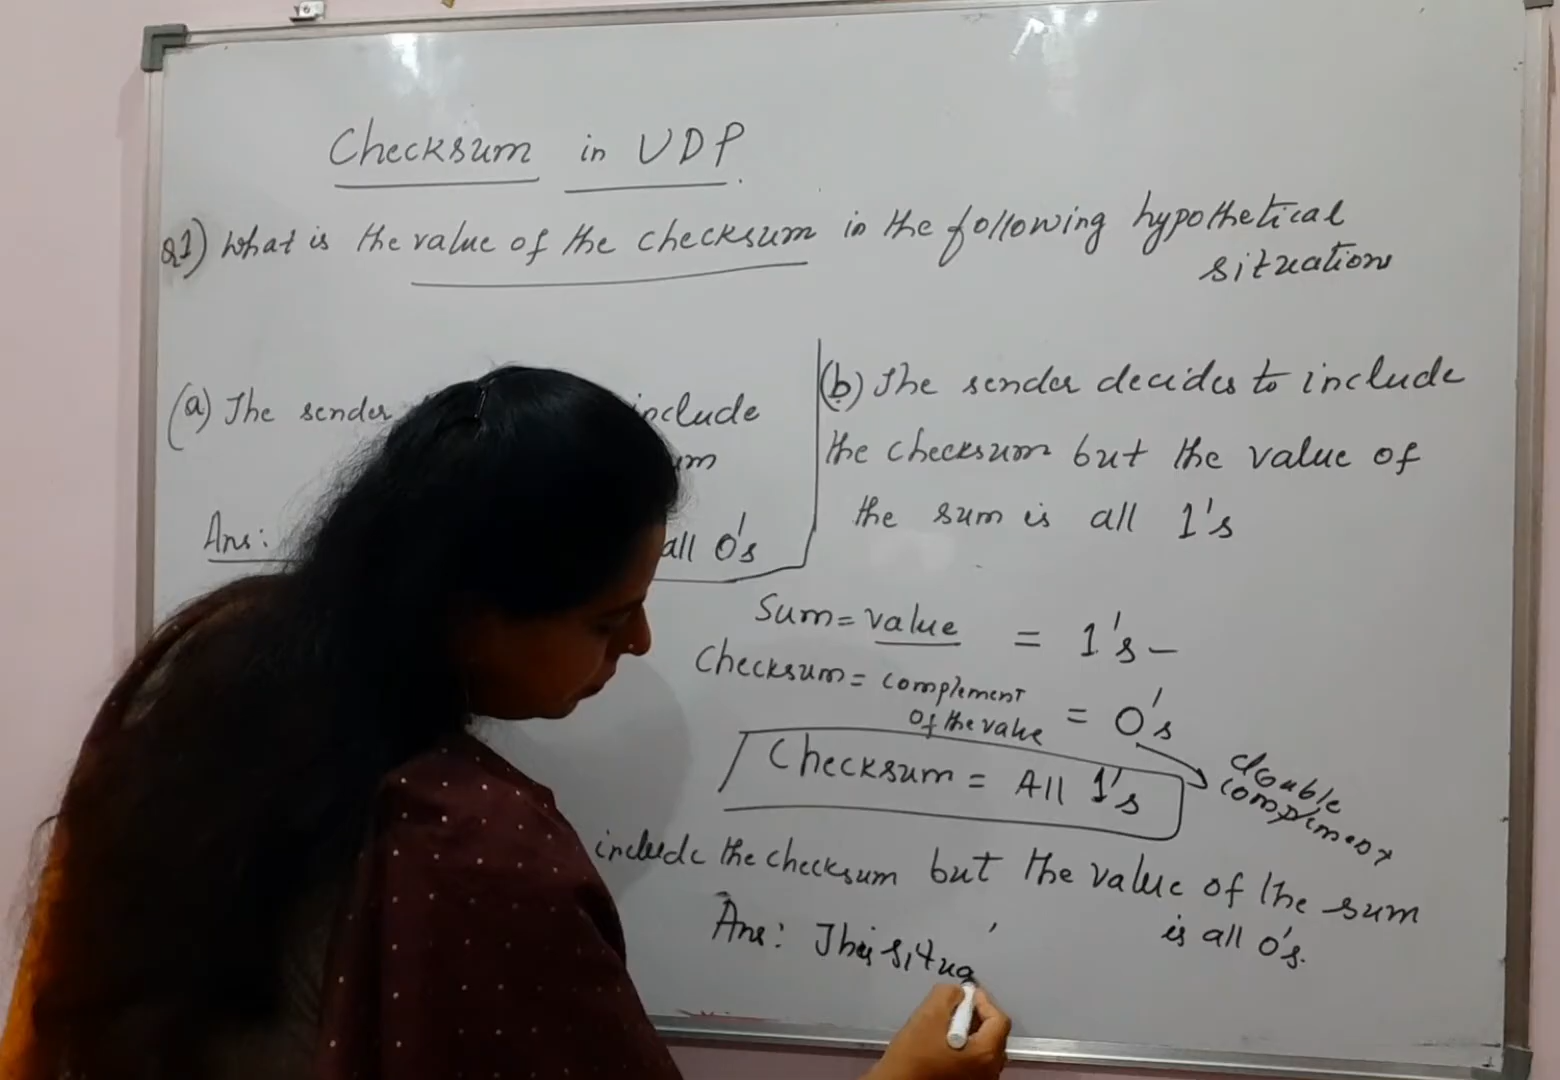 Checksum in UDP.
Q1) What is the value of the checksum in the following hypothetical
situations
(a) The sender include
Ans: all 0's
(b) The sender decides to include
the checksum but the value of
the sum is all 1's
Sum = value = 1's -
Checksum = complement
of the value = 0's
double
compliment
Checksum = All 1's
include the checksum but the value of the sum
is all 0's.
Ans: This situa